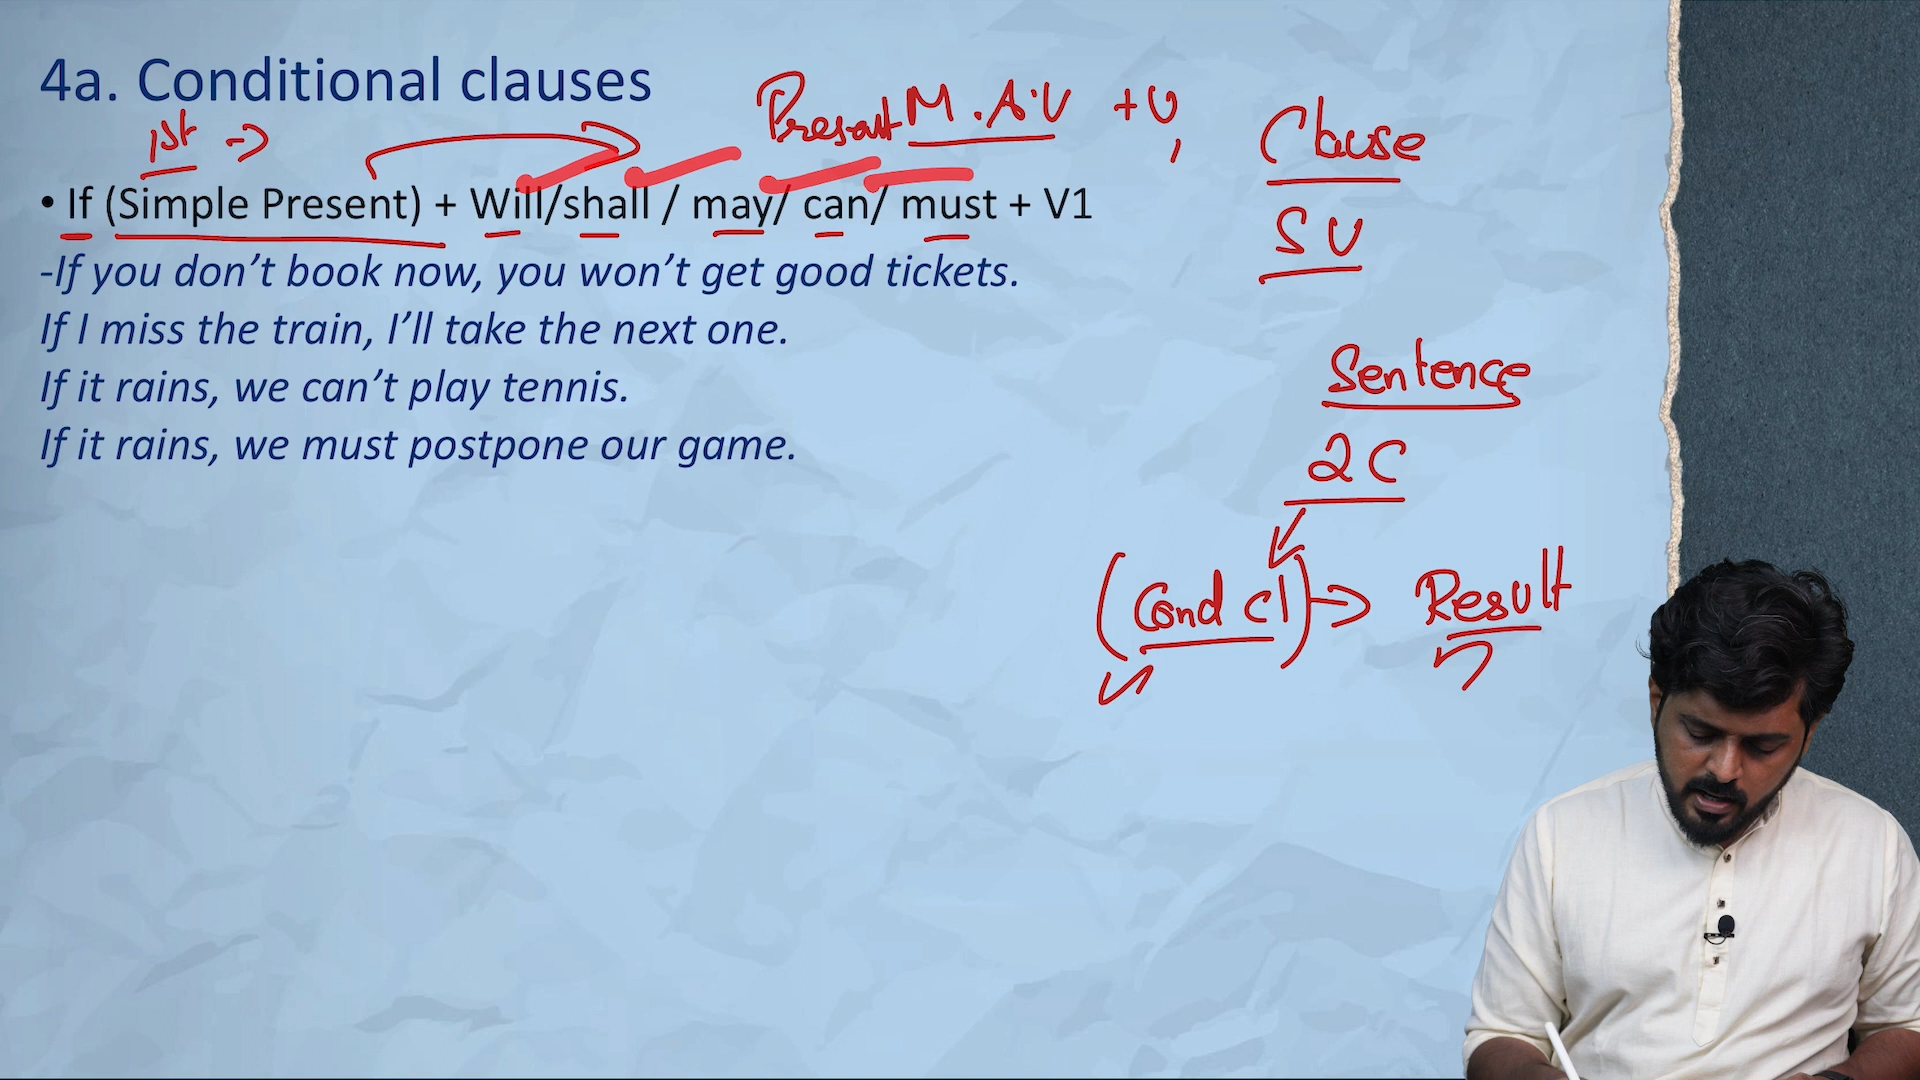 4a. Conditional clauses
1st →
Present M.A.V + V1
• If (Simple Present) + Will/shall / may/ can/ must + V1
-If you don't book now, you won't get good tickets.
If I miss the train, I'll take the next one.
If it rains, we can't play tennis.
If it rains, we must postpone our game.
Clause
S V
Sentence
2 C
(Cond cl) → Result